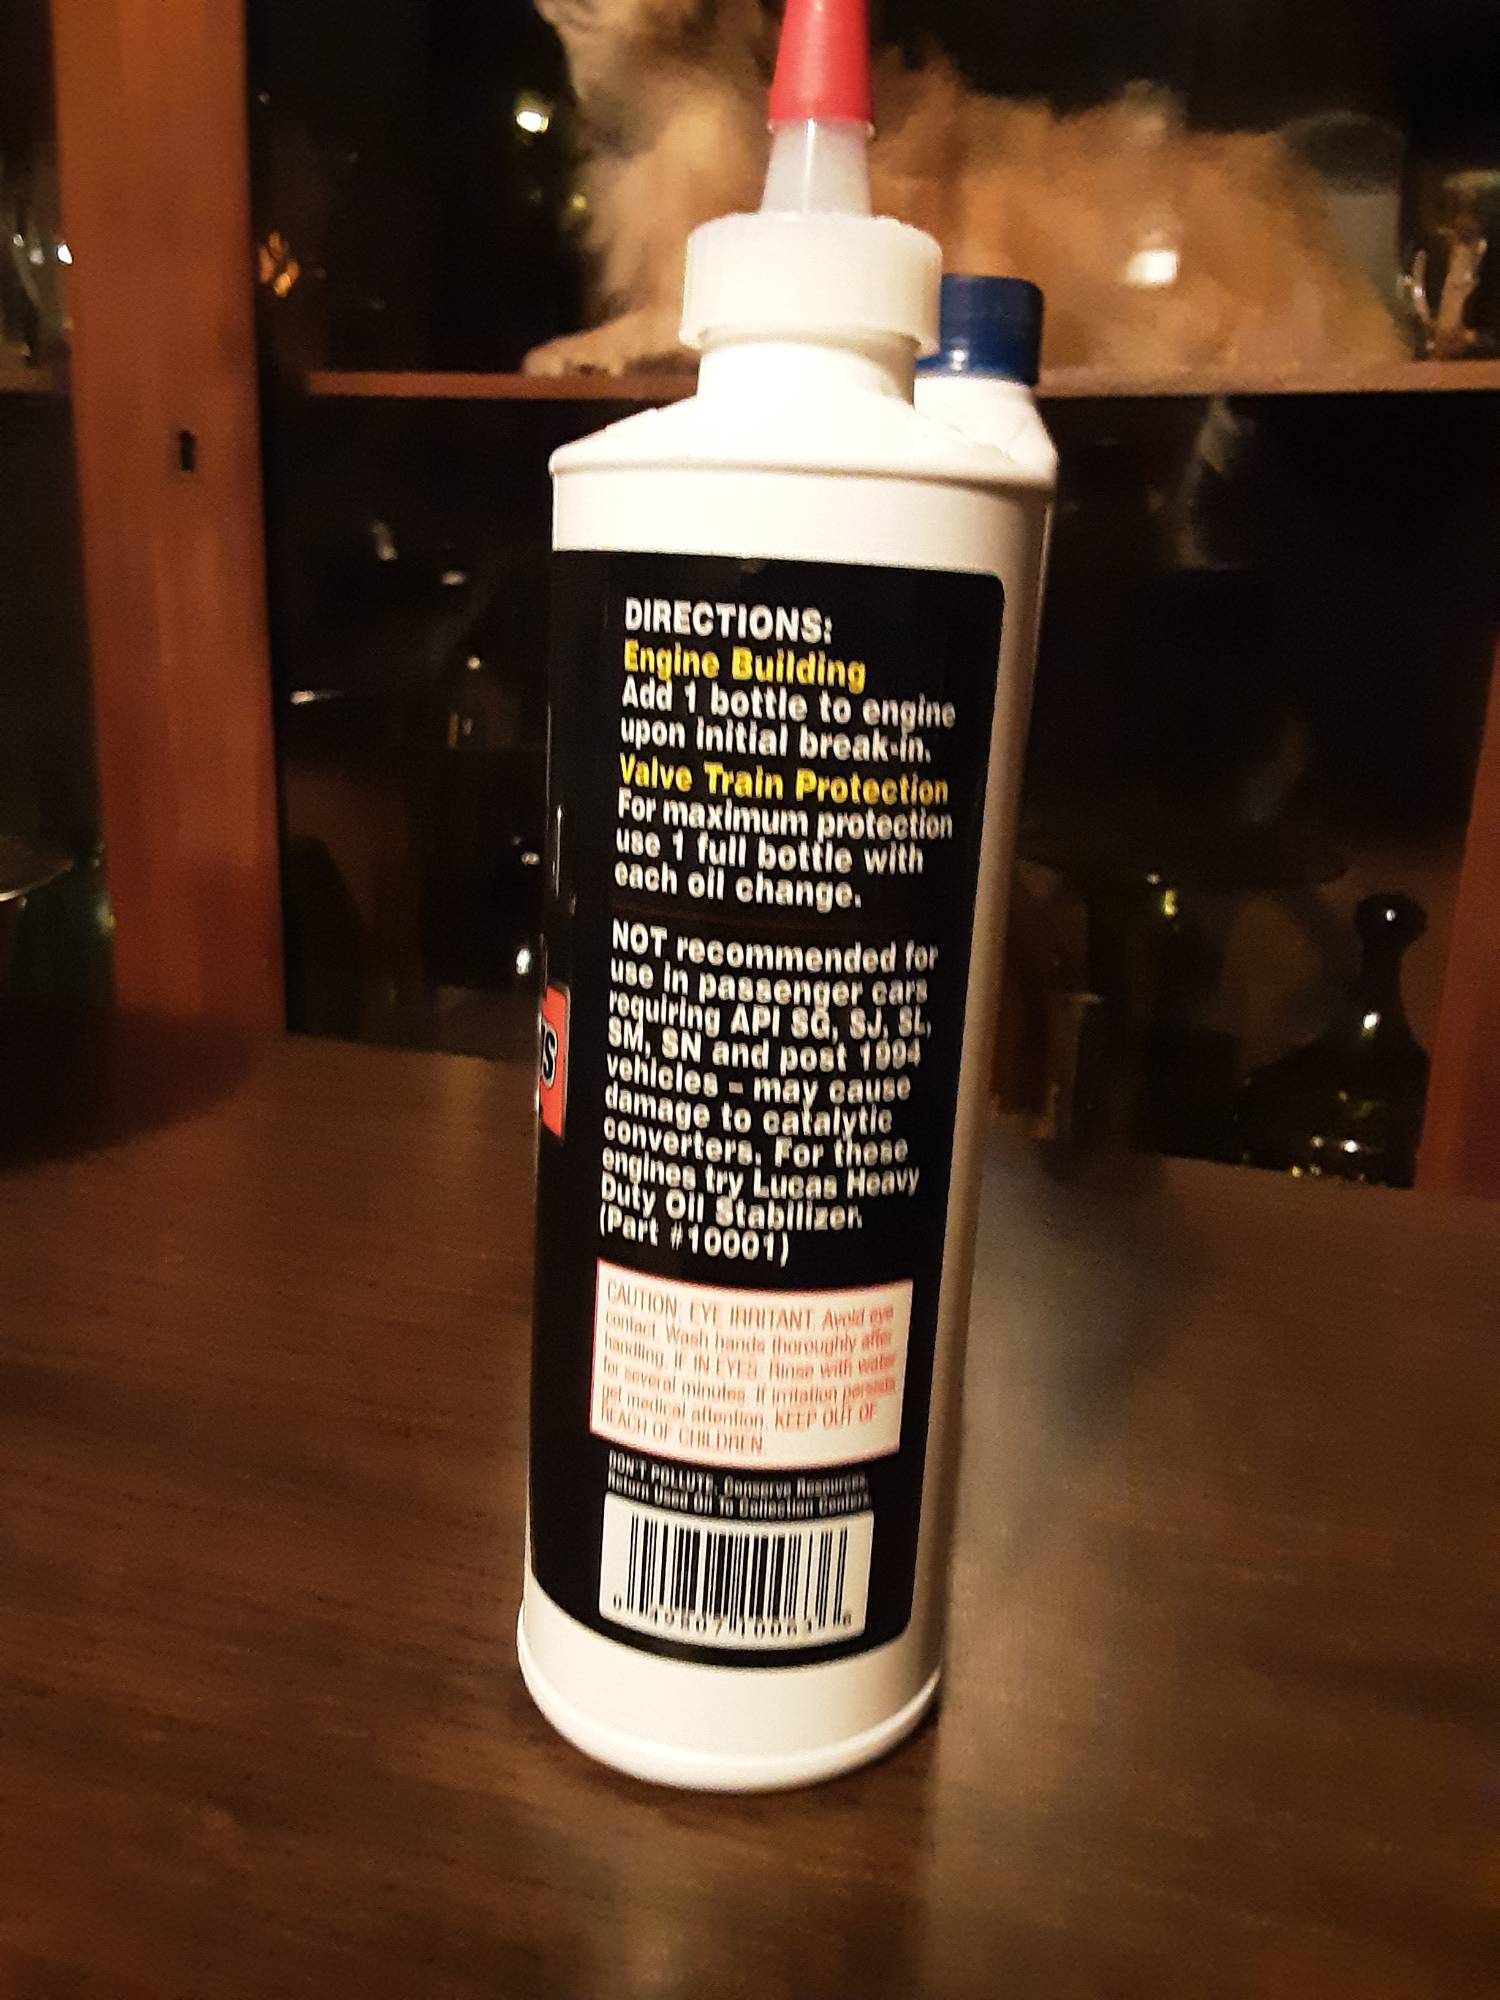 DIRECTIONS:
Engine Building
Add 1 bottle to engine
upon initial break-in.
Valve Train Protection
For maximum protection
use 1 full bottle with
each oil change.
NOT recommended for
use in passenger cars
requiring API SG, SJ, SL,
SM, SN and post 1994
vehicles - may cause
damage to catalytic
converters. For these
engines try Lucas Heavy
Duty Oil Stabilizer.
(Part #10001)
CAUTION: EYE IRRITANT. Avoid eye
contact. Wash hands thoroughly after
handling. IF IN EYES: Rinse with water
for several minutes. If irritation persists
get medical attention. KEEP OUT OF
REACH OF CHILDREN
DON'T POLLUTE. Conserve Resources
Return Used Oil To Collection Centers